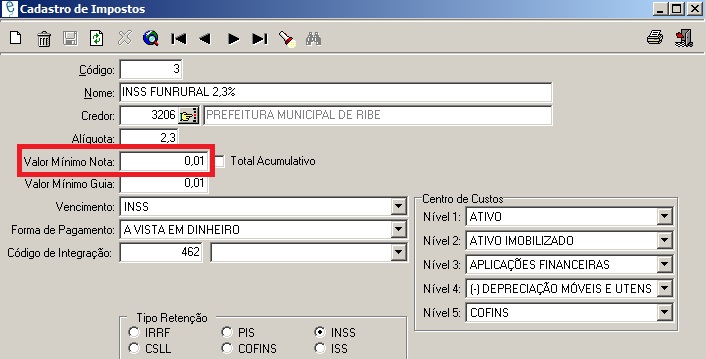 Cadastro de Impostos
Código: 3
Nome: INSS FUNRURAL 2,3%
Credor: 3206 PREFEITURA MUNICIPAL DE RIBE
Alíquota: 2,3
Valor Mínimo Nota: 0,01 Total Acumulativo
Valor Mínimo Guia: 0,01
Vencimento: INSS
Forma de Pagamento: A VISTA EM DINHEIRO
Código de Integração: 462
Centro de Custos
Nível 1: ATIVO
Nível 2: ATIVO IMOBILIZADO
Nível 3: APLICAÇÕES FINANCEIRAS
Nível 4: (-) DEPRECIAÇÃO MÓVEIS E UTENS
Nível 5: COFINS
Tipo Retenção
IRRF PIS INSS
CSLL COFINS ISS